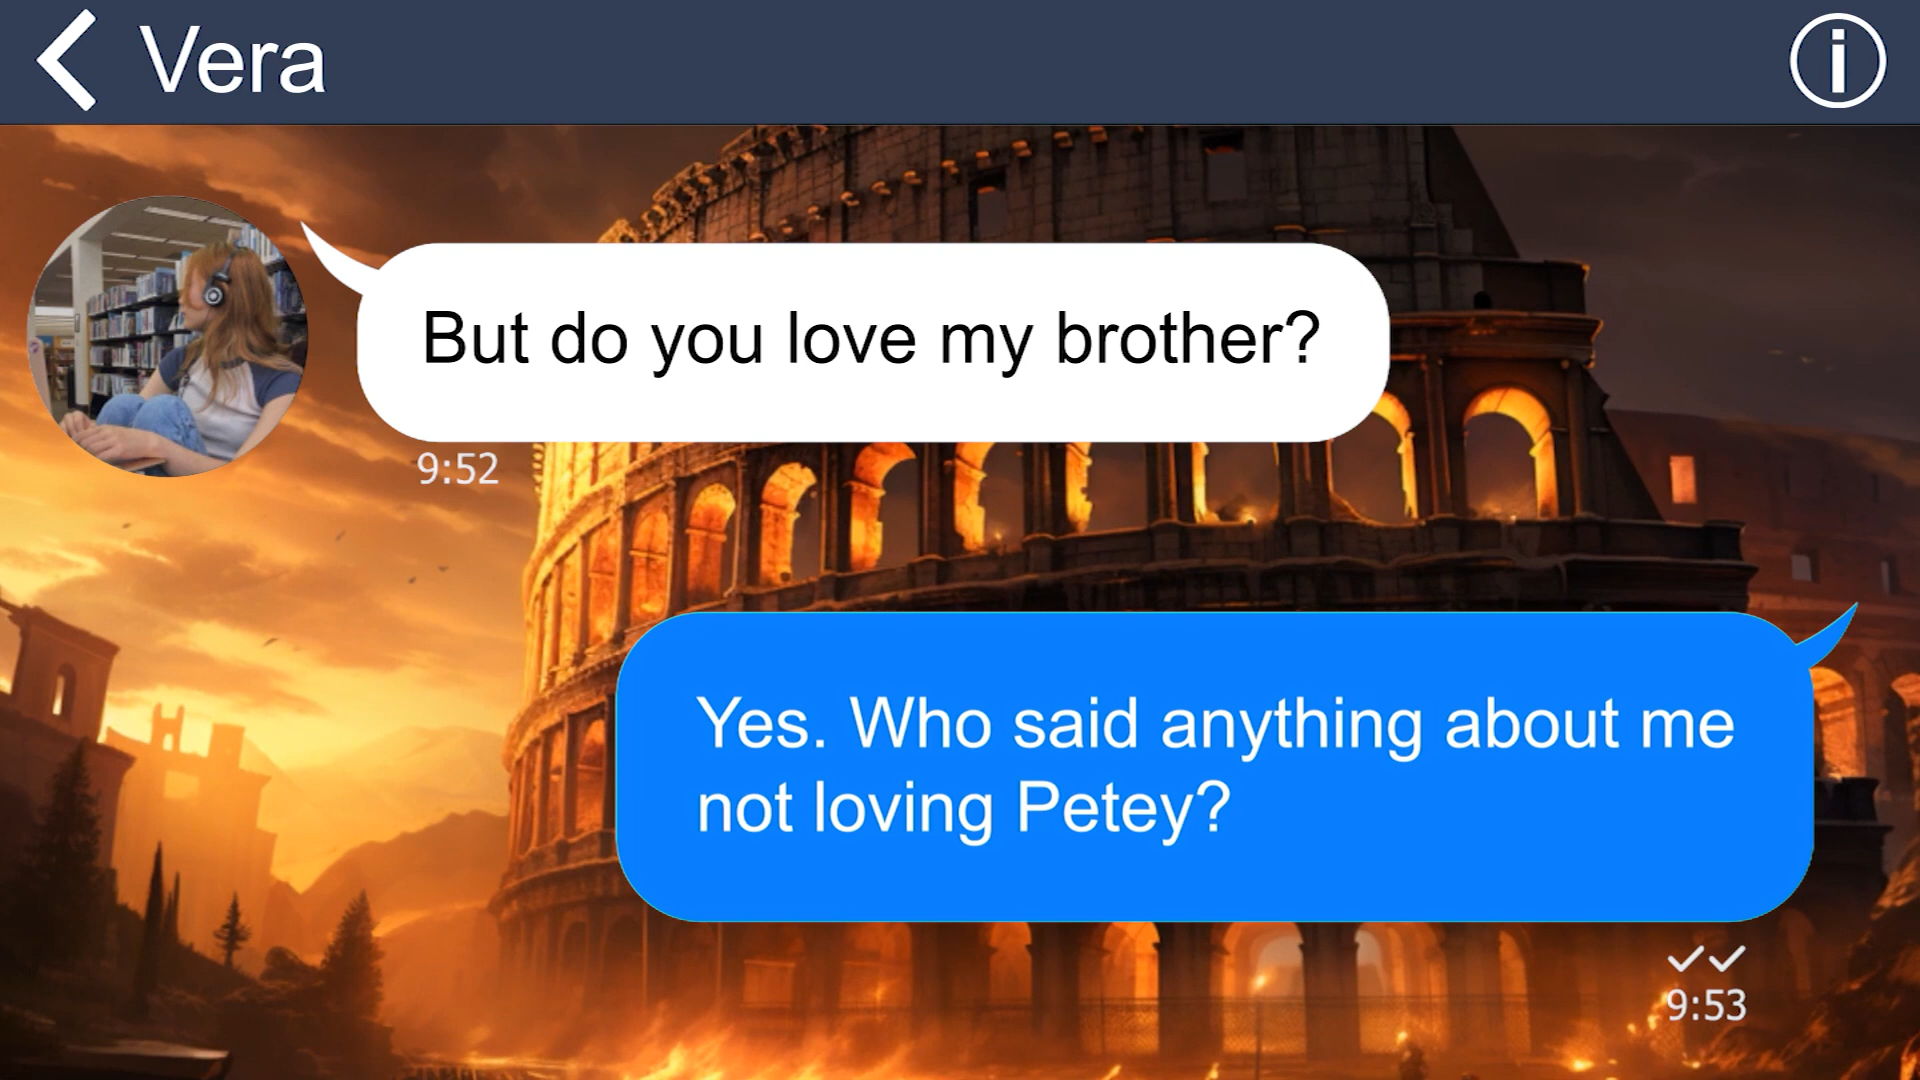 Vera
But do you love my brother?
9:52
Yes. Who said anything about me
not loving Petey?
9:53